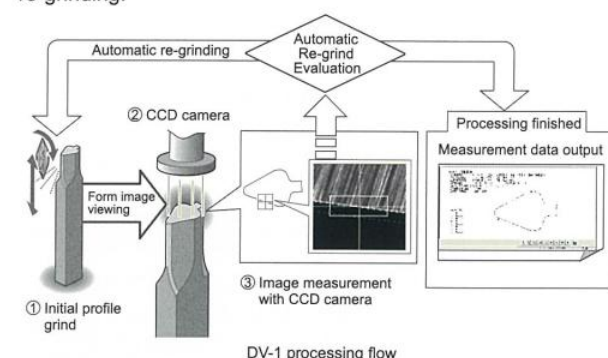 re-grinding.
Automatic
Re-grind
Evaluation
Automatic re-grinding
② CCD camera
Processing finished
Measurement data output
Form image
viewing
③ Image measurement
with CCD camera
① Initial profile
grind
DV-1 processing flow